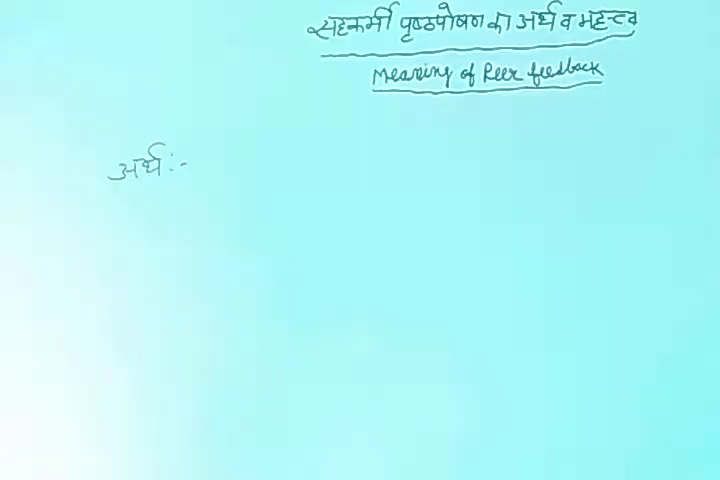 सहकर्मी पृष्ठपोषण का अर्थ व महत्त्व
Meaning of Peer feedback
अर्थ :-